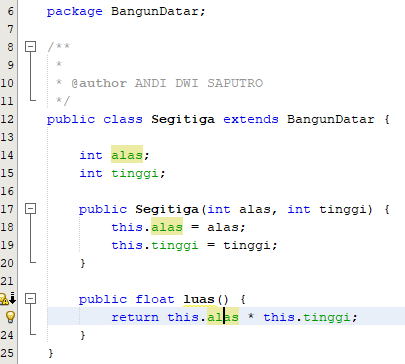 6 package BangunDatar;
7
8 /**
9 *
10 * @author ANDI DWI SAPUTRO
11 */
12 public class Segitiga extends BangunDatar {
13
14 int alas;
15 int tinggi;
16
17 public Segitiga(int alas, int tinggi) {
18 this.alas = alas;
19 this.tinggi = tinggi;
20 }
21
public float luas() {
return this.alas * this.tinggi;
24 }
25 }